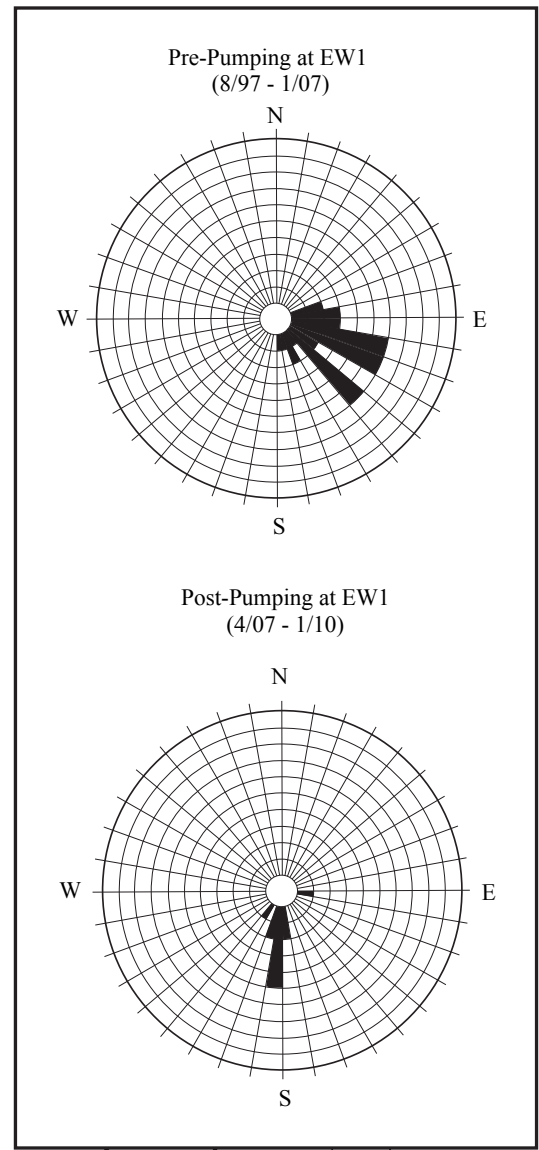 Pre-Pumping at EW1
(8/97 - 1/07)
N
W
E
S
Post-Pumping at EW1
(4/07 - 1/10)
N
W
E
S